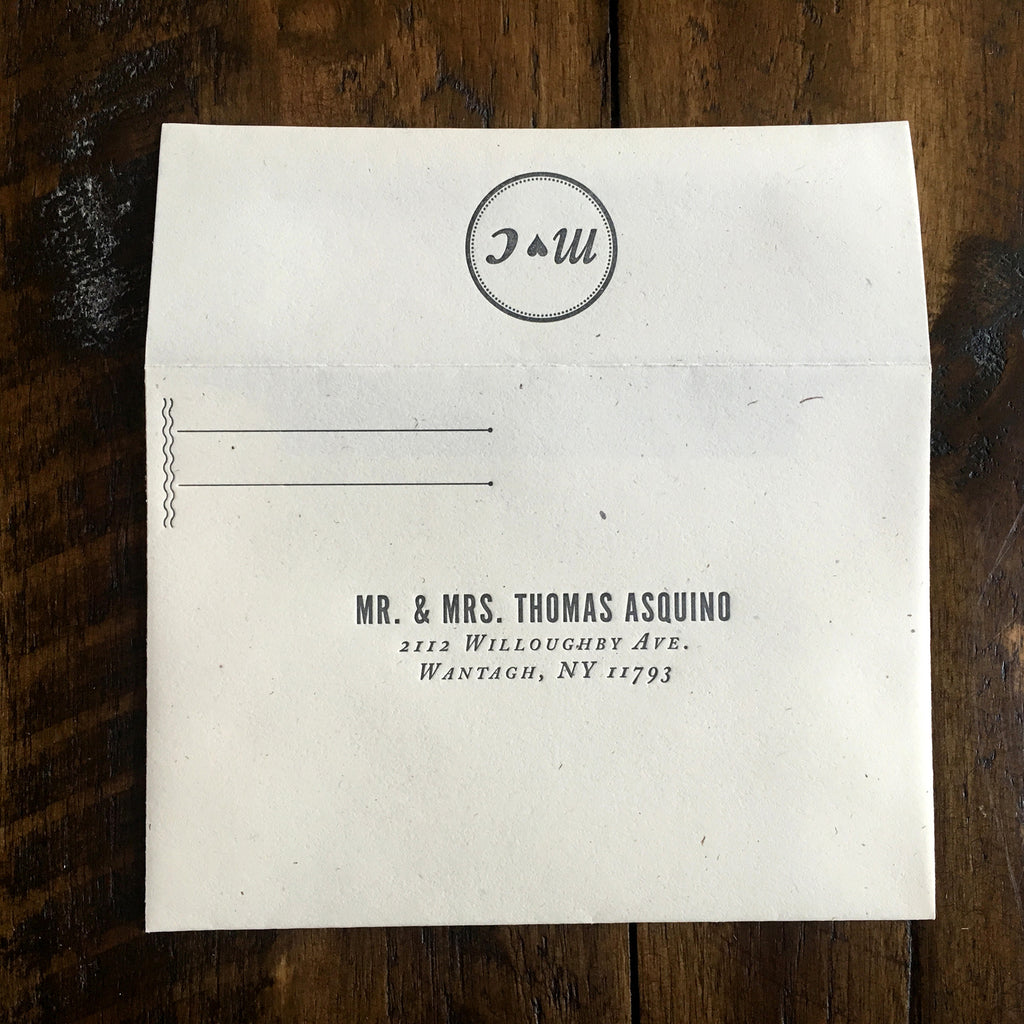 M ♥ C
MR. & MRS. THOMAS ASQUINO
2112 WILLOUGHBY AVE.
WANTAGH, NY 11793